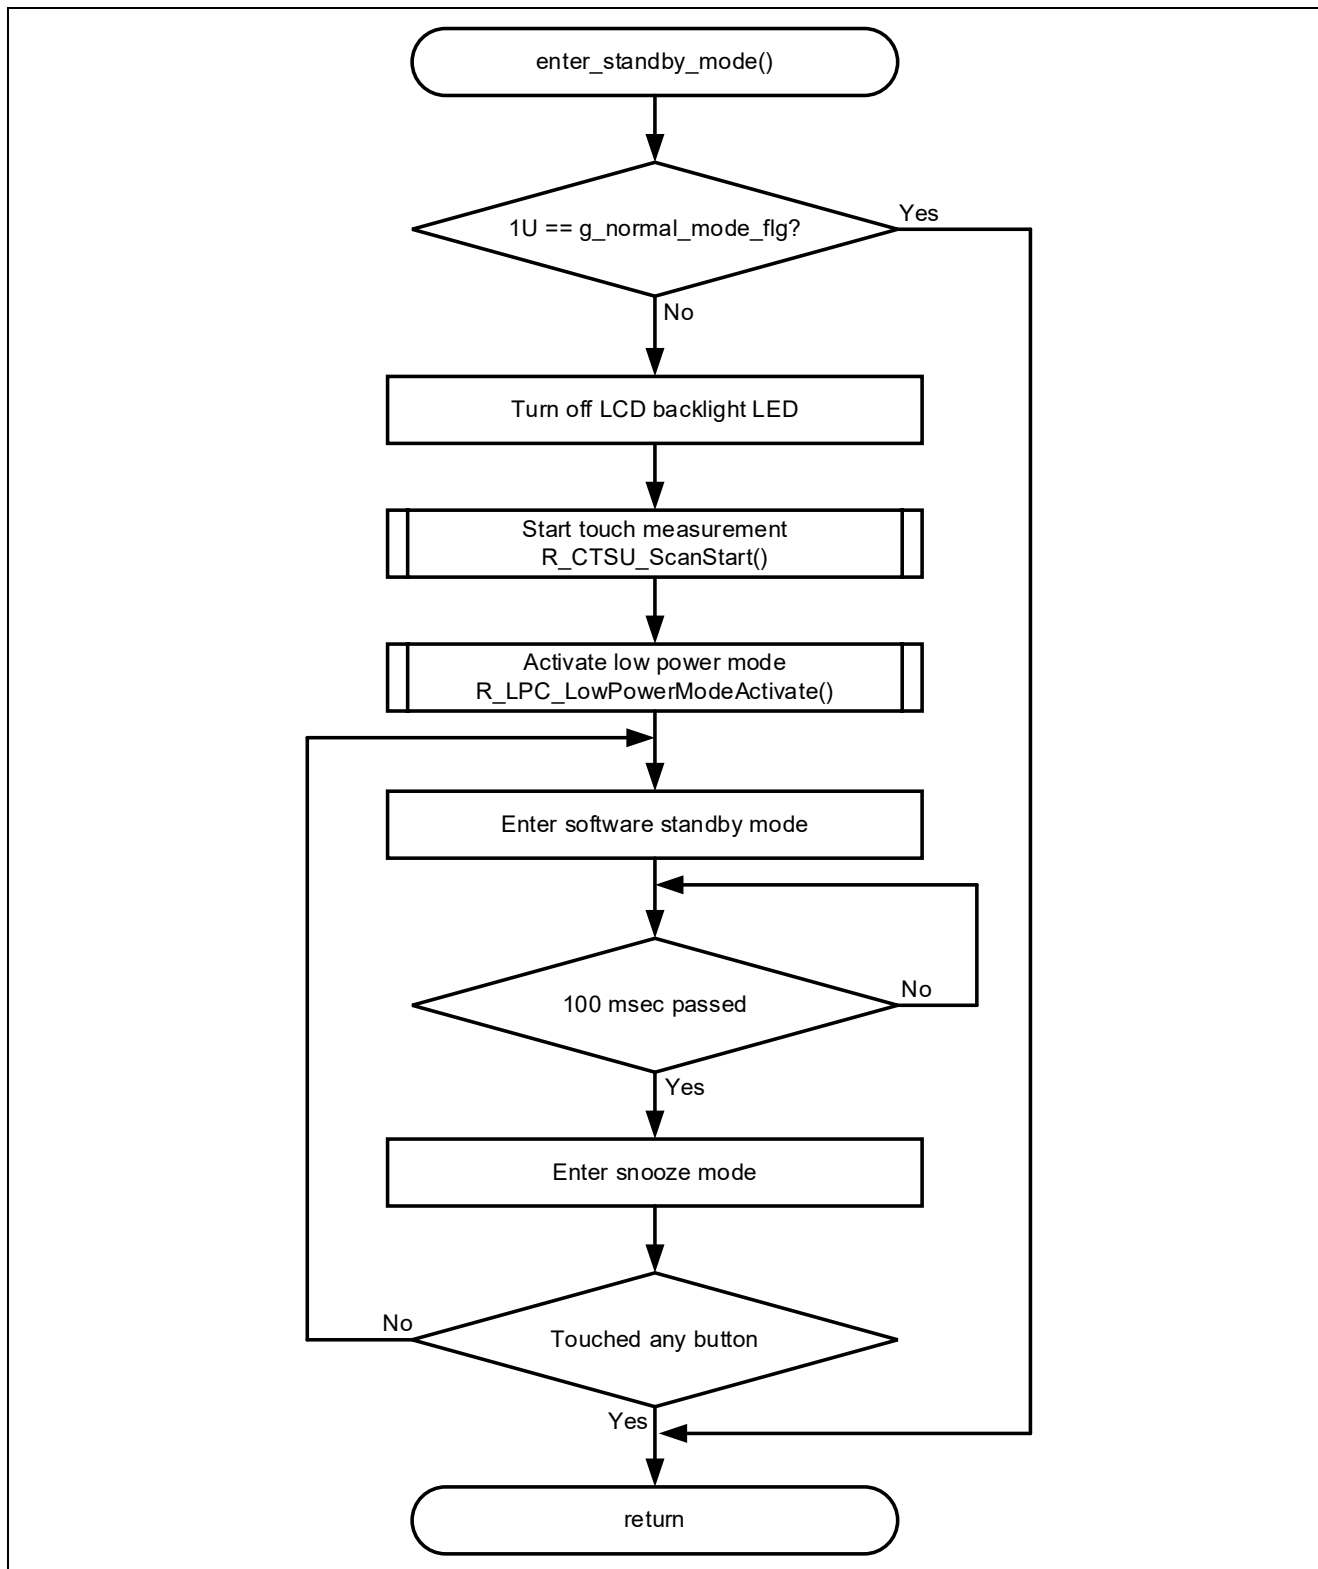 enter_standby_mode()
1U == g_normal_mode_flg?
Yes
No
Turn off LCD backlight LED
Start touch measurement
R_CTSU_ScanStart()
Activate low power mode
R_LPC_LowPowerModeActivate()
Enter software standby mode
100 msec passed
No
Yes
Enter snooze mode
No
Touched any button
Yes
return